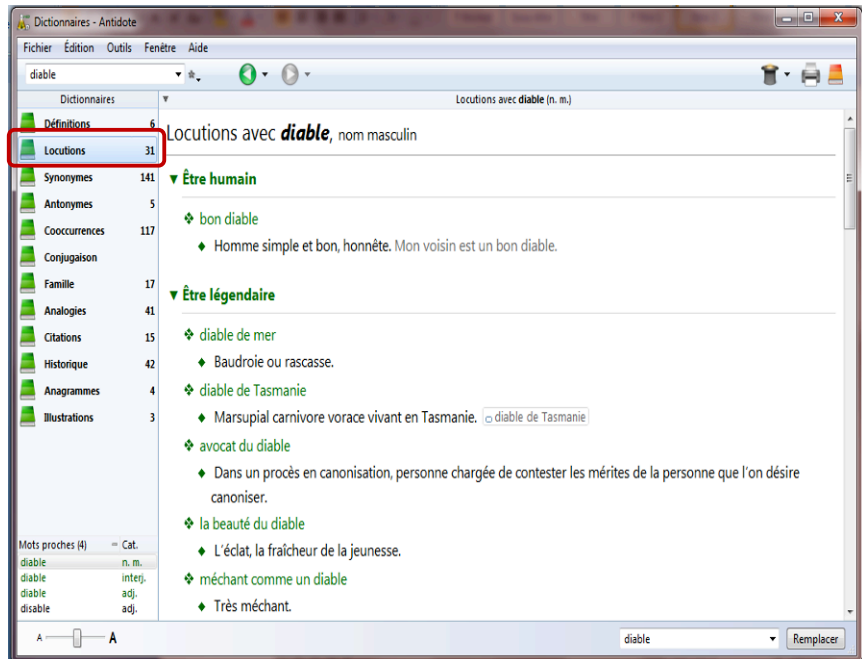 Dictionnaires - Antidote
Fichier Édition Outils Fenêtre Aide
diable
Dictionnaires
Locutions avec diable (n. m.)
Définitions 6
Locutions 31
Synonymes 141
Antonymes 5
Cooccurrences 117
Conjugaison
Famille 17
Analogies 41
Citations 15
Historique 42
Anagrammes 4
Illustrations 3
Mots proches (4) Cat.
diable n. m.
diable interj.
diable adj.
disable adj.
Locutions avec diable, nom masculin
▼ Être humain
bon diable
Homme simple et bon, honnête. Mon voisin est un bon diable.
▼ Être légendaire
diable de mer
Baudroie ou rascasse.
diable de Tasmanie
Marsupial carnivore vorace vivant en Tasmanie. diable de Tasmanie
avocat du diable
Dans un procès en canonisation, personne chargée de contester les mérites de la personne que l'on désire
canoniser.
la beauté du diable
L'éclat, la fraîcheur de la jeunesse.
méchant comme un diable
Très méchant.
A A
diable
Remplacer